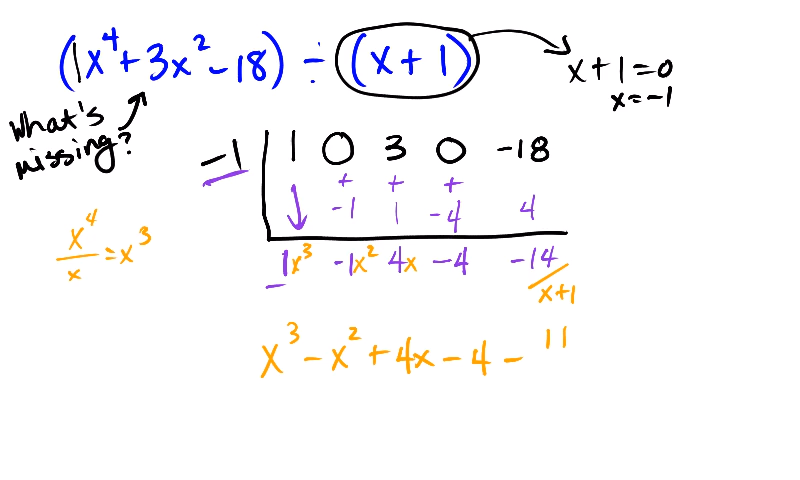 (1x⁴+3x²-18) ÷ (x+1)
x+1=0
x=-1
What's
missing?
-1 | 1 0 3 0 -18
+ + +
-1 1 -4 4
1x³ -1x² 4x -4 -14/x+1
x⁴/x = x³
x³ - x² + 4x - 4 - 11